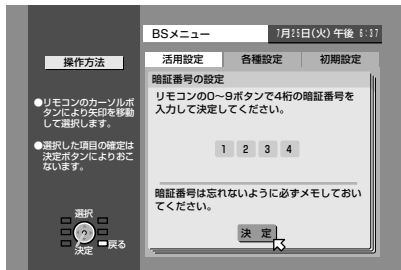 BSメニュー
7月25日(火) 午後 6:37
操作方法
活用設定 各種設定 初期設定
暗証番号の設定
リモコンの0～9ボタンで4桁の暗証番号を
入力して決定してください。
●リモコンのカーソルボ
タンにより矢印を移動
して選択します。
●選択した項目の確定は
決定ボタンによりおこ
ないます。
1 2 3 4
暗証番号は忘れないように必ずメモしておい
てください。
決 定
選択
戻る
決定